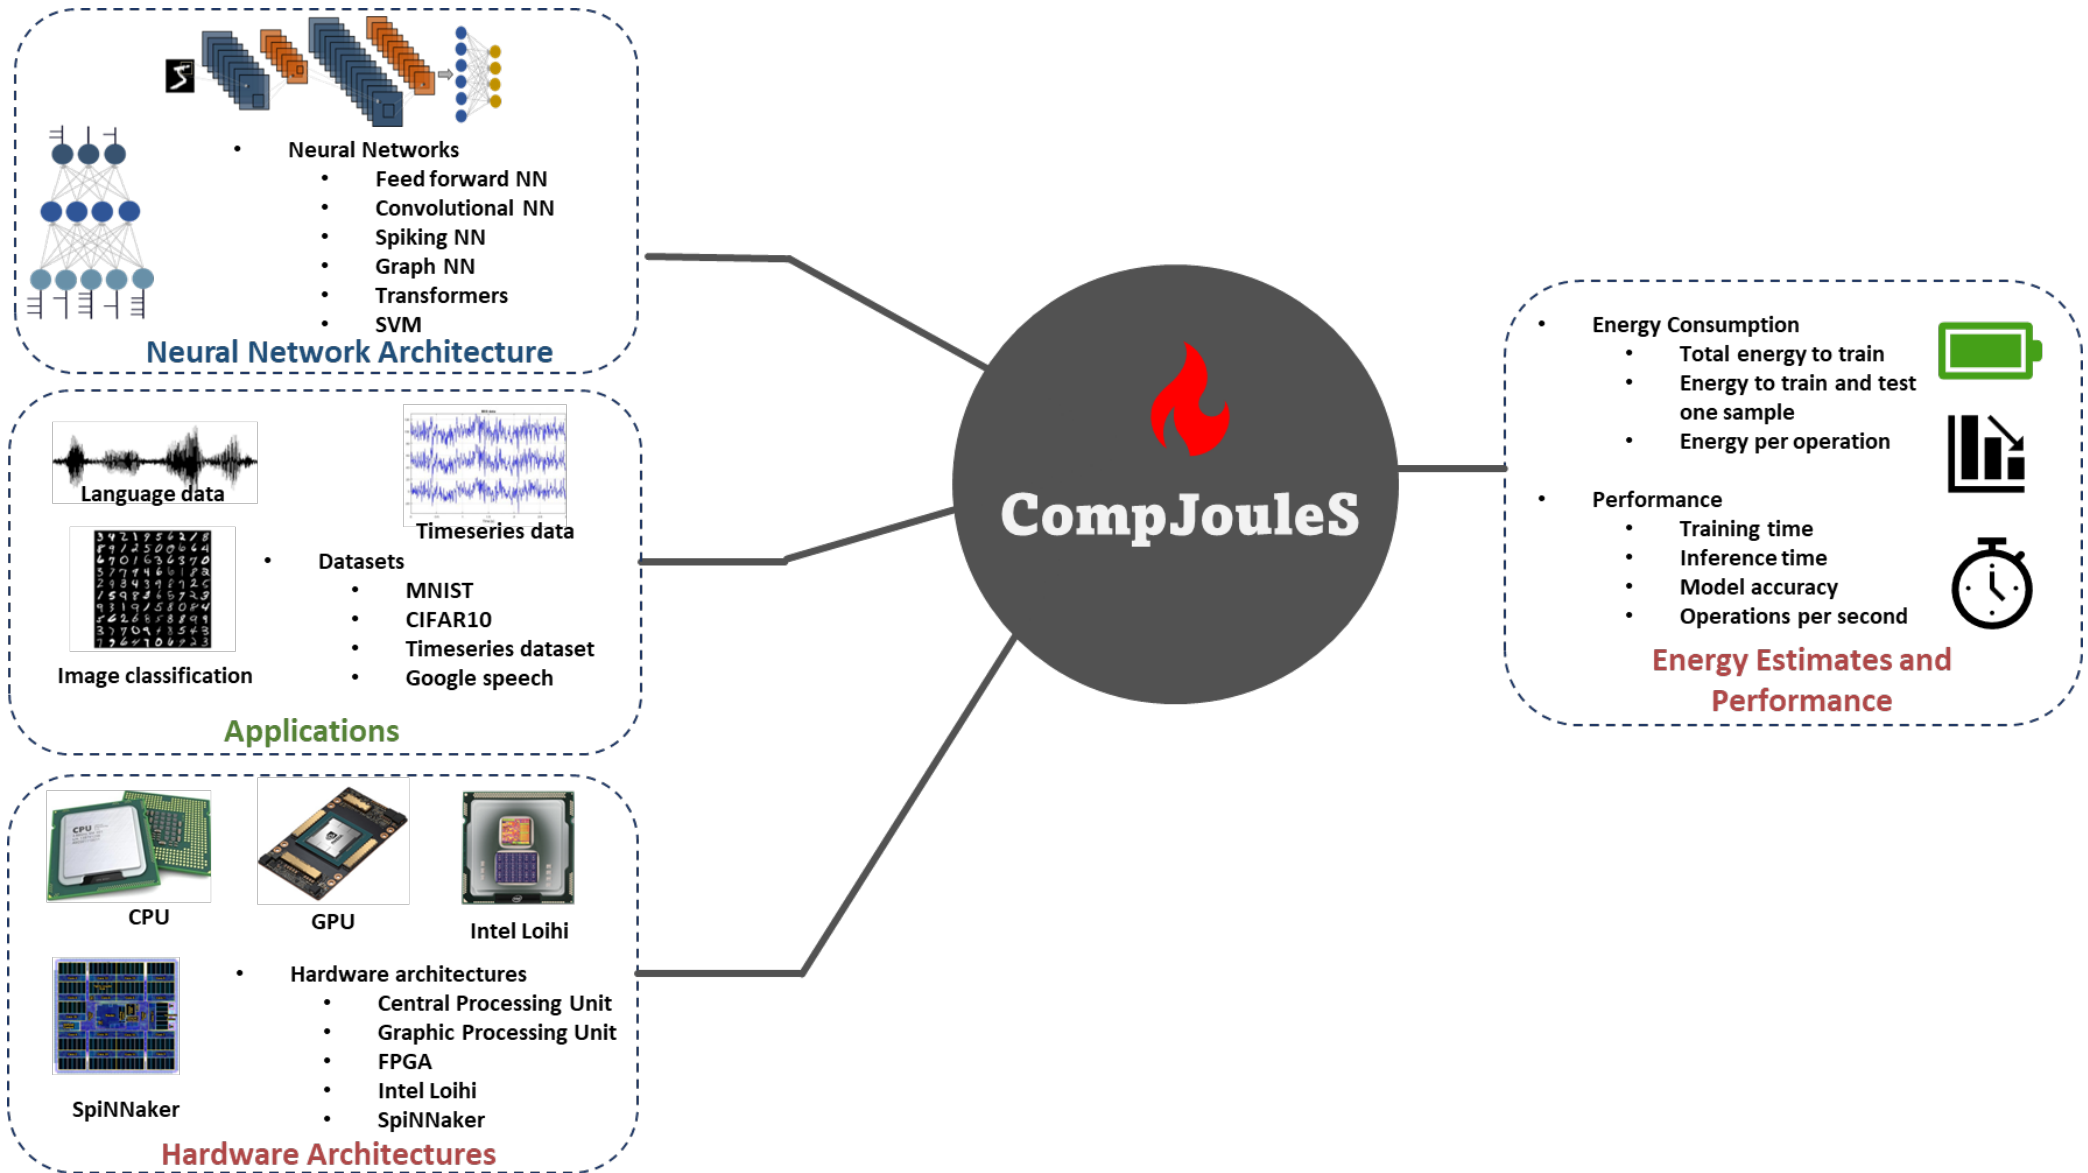 • Neural Networks
• Feed forward NN
• Convolutional NN
• Spiking NN
• Graph NN
• Transformers
• SVM
Neural Network Architecture
Language data
Timeseries data
Image classification
• Datasets
• MNIST
• CIFAR10
• Timeseries dataset
• Google speech
Applications
CPU
CPU
GPU
Intel Loihi
SpiNNaker
• Hardware architectures
• Central Processing Unit
• Graphic Processing Unit
• FPGA
• Intel Loihi
• SpiNNaker
Hardware Architectures
CompJouleS
• Energy Consumption
• Total energy to train
• Energy to train and test
one sample
• Energy per operation
• Performance
• Training time
• Inference time
• Model accuracy
• Operations per second
Energy Estimates and
Performance